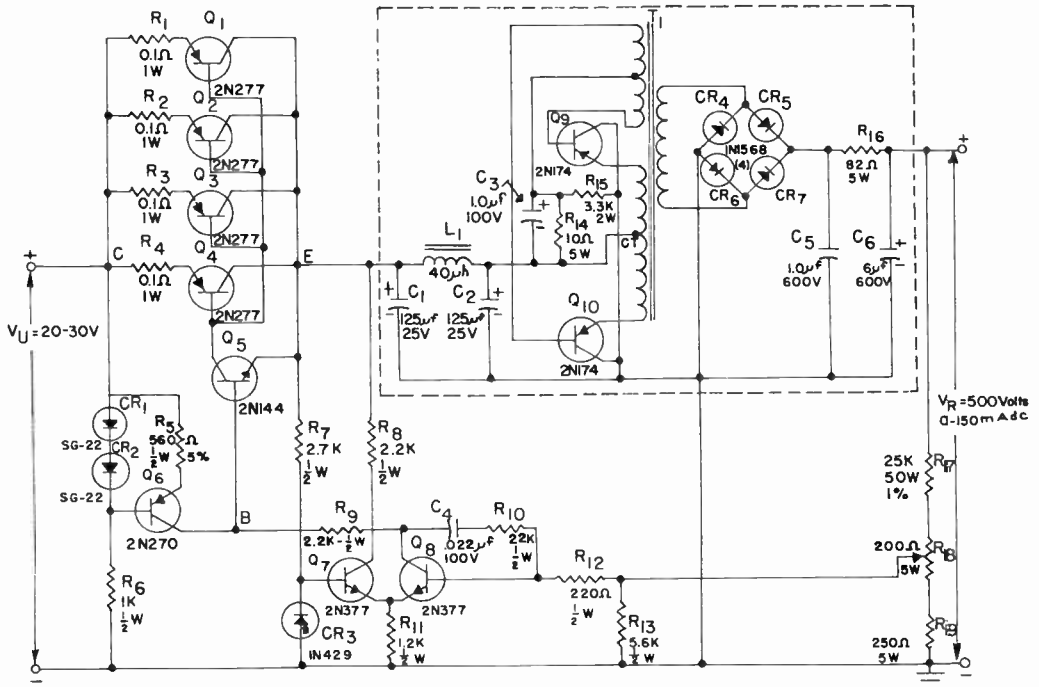 R1
0.1Ω
1W
Q1
2N277
R2
0.1Ω
1W
Q2
2N277
R3
0.1Ω
1W
Q3
2N277
R4
0.1Ω
1W
Q4
2N277
C
E
+
VU=20-30V
-
Q5
2N144
CR1
SG-22
CR2
SG-22
R5
560Ω
1/2W
5%
Q6
2N270
B
R6
1K
1/2W
R7
2.7K
1/2W
R8
2.2K
1/2W
R9
2.2K-1/2W
Q7
2N377
Q8
2N377
CR3
1N429
R11
1.2K
1/2W
C4
.022μf
100V
R10
22K
1/2W
R12
220Ω
1/2W
R13
5.6K
1/2W
L1
40μh
C1
125μf
25V
C2
125μf
25V
C3
1.0μf
100V
R14
10Ω
5W
R15
3.3K
2W
Q9
2N174
Q10
2N174
CT
T1
CR4
CR5
1N1568
(4)
CR6
CR7
R16
82Ω
5W
C5
1.0μf
600V
C6
6μf
600V
+
VR=500Volts
0-150mAdc
-
R17
25K
50W
1%
R18
200Ω
5W
R19
250Ω
5W